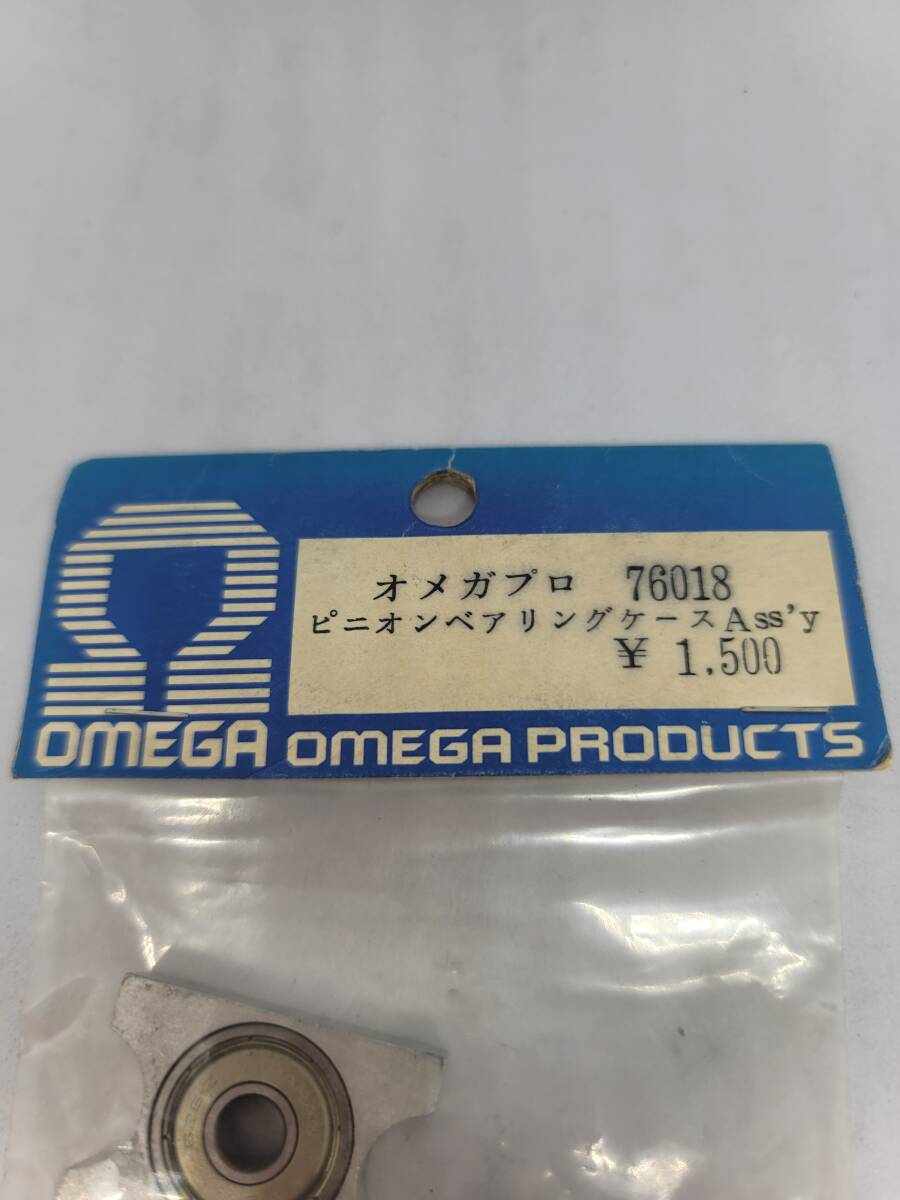 オメガプロ 76018
ピニオンベアリングケースAss'y
¥ 1,500
OMEGA OMEGA PRODUCTS